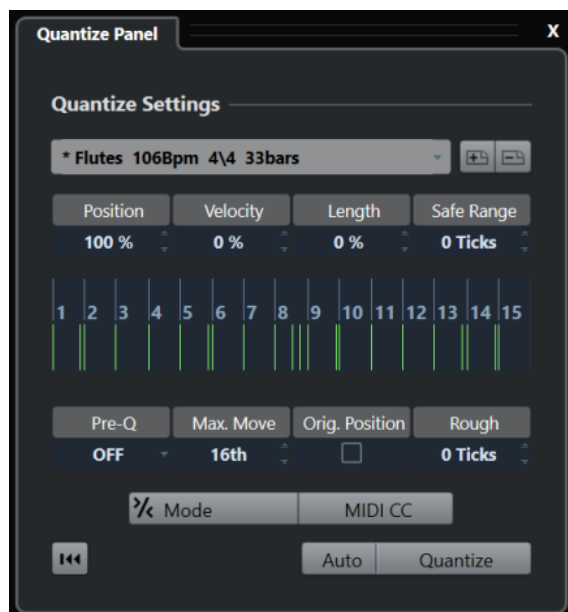 Quantize Panel X
Quantize Settings
* Flutes 106Bpm 4\4 33bars
Position Velocity Length Safe Range
100 % 0 % 0 % 0 Ticks
1 2 3 4 5 6 7 8 9 10 11 12 13 14 15
Pre-Q Max. Move Orig. Position Rough
OFF 16th 0 Ticks
Mode MIDI CC
Auto Quantize